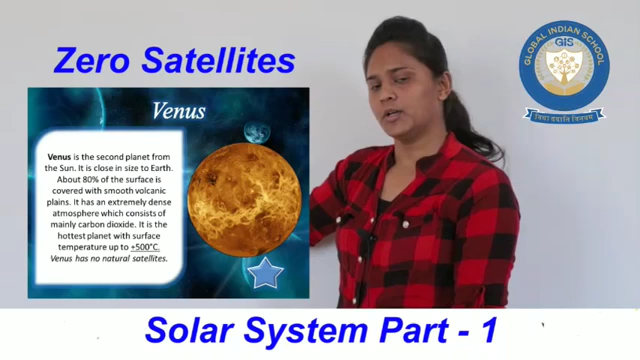 Zero Satellites
GLOBAL INDIAN SCHOOL
GIS
Venus
Venus is the second planet from
the Sun. It is close in size to Earth.
About 80% of the surface is
covered with smooth volcanic
plains. It has an extremely dense
atmosphere which consists of
mainly carbon dioxide. It is the
hottest planet with surface
temperature up to +500°C.
Venus has no natural satellites.
Solar System Part - 1